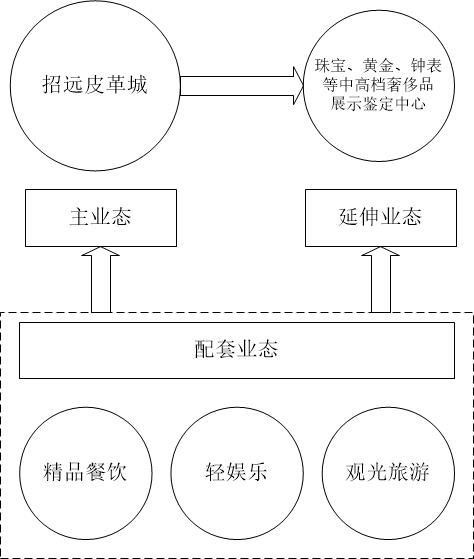 招远皮革城
珠宝、黄金、钟表
等中高档奢侈品
展示鉴定中心
主业态
延伸业态
配套业态
精品餐饮
轻娱乐
观光旅游